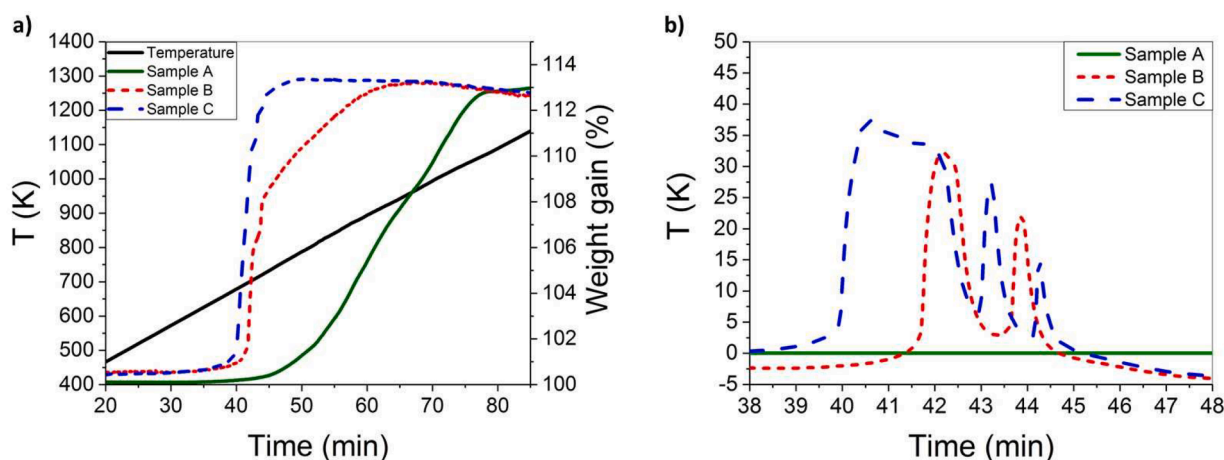 a)
1400
1300
1200
1100
1000
900
800
700
600
500
400
T (K)
Temperature
Sample A
Sample B
Sample C
114
112
110
108
106
104
102
100
Weight gain (%)
20 30 40 50 60 70 80
Time (min)
b)
50
45
40
35
30
25
20
15
10
5
0
-5
T (K)
Sample A
Sample B
Sample C
38 39 40 41 42 43 44 45 46 47 48
Time (min)